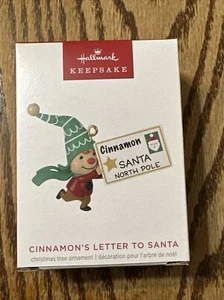 Hallmark
KEEPSAKE
Cinnamon
SANTA
NORTH POLE
CINNAMON'S LETTER TO SANTA
christmas tree ornament | décoration pour l'arbre de noël